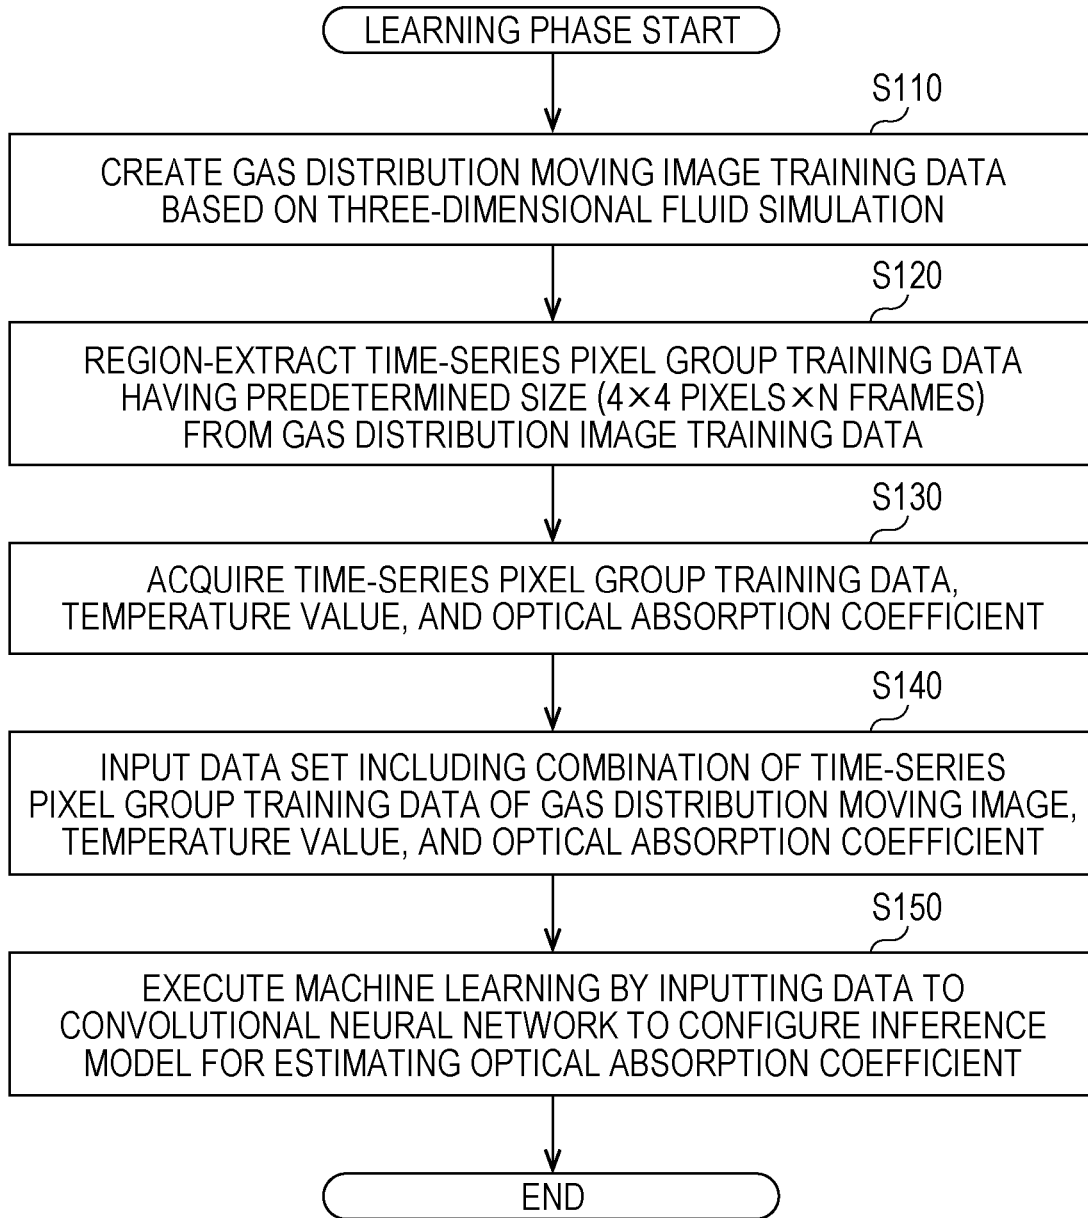 LEARNING PHASE START
S110
CREATE GAS DISTRIBUTION MOVING IMAGE TRAINING DATA
BASED ON THREE-DIMENSIONAL FLUID SIMULATION
S120
REGION-EXTRACT TIME-SERIES PIXEL GROUP TRAINING DATA
HAVING PREDETERMINED SIZE (4×4 PIXELS×N FRAMES)
FROM GAS DISTRIBUTION IMAGE TRAINING DATA
S130
ACQUIRE TIME-SERIES PIXEL GROUP TRAINING DATA,
TEMPERATURE VALUE, AND OPTICAL ABSORPTION COEFFICIENT
S140
INPUT DATA SET INCLUDING COMBINATION OF TIME-SERIES
PIXEL GROUP TRAINING DATA OF GAS DISTRIBUTION MOVING IMAGE,
TEMPERATURE VALUE, AND OPTICAL ABSORPTION COEFFICIENT
S150
EXECUTE MACHINE LEARNING BY INPUTTING DATA TO
CONVOLUTIONAL NEURAL NETWORK TO CONFIGURE INFERENCE
MODEL FOR ESTIMATING OPTICAL ABSORPTION COEFFICIENT
END